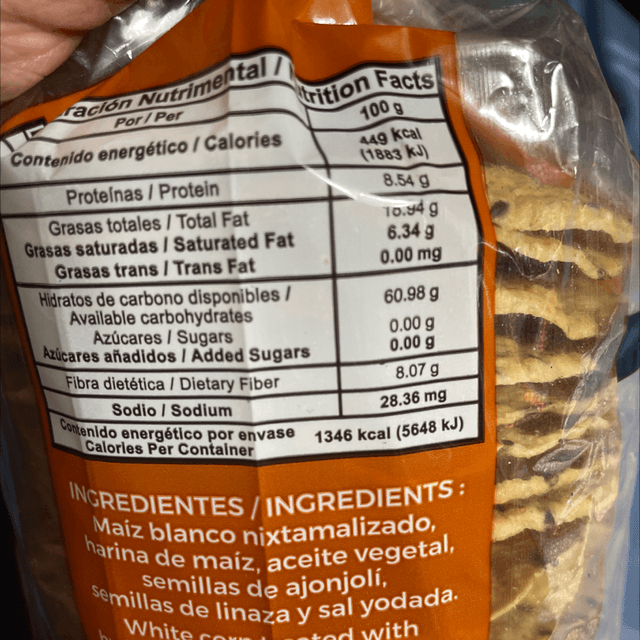 Nutrimental / Nutrition Facts
Por / Per 100 g
Contenido energético / Calories 449 kcal
(1883 kJ)
Proteínas / Protein 8.54 g
Grasas totales / Total Fat 18.94 g
Grasas saturadas / Saturated Fat 6.34 g
Grasas trans / Trans Fat 0.00 mg
Hidratos de carbono disponibles /
Available carbohydrates 60.98 g
Azúcares / Sugars 0.00 g
Azúcares añadidos / Added Sugars 0.00 g
Fibra dietética / Dietary Fiber 8.07 g
Sodio / Sodium 28.36 mg
Contenido energético por envase 1346 kcal (5648 kJ)
Calories Per Container
INGREDIENTES / INGREDIENTS :
Maíz blanco nixtamalizado,
harina de maíz, aceite vegetal,
semillas de ajonjolí,
semillas de linaza y sal yodada.
White corn with